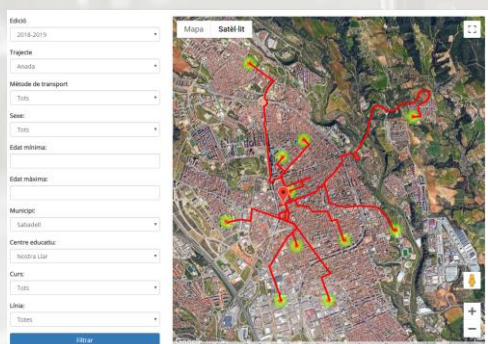 Edició
2018-2019
Trajecte
Anada
Mètode de transport
Tots
Sexe:
Tots
Edat mínima:
Edat màxima:
Municipi:
Sabadell
Centre educatiu:
Nostra Llar
Curs:
Tots
Línia:
Totes
Filtrar
Mapa
Satèl·lit
Google